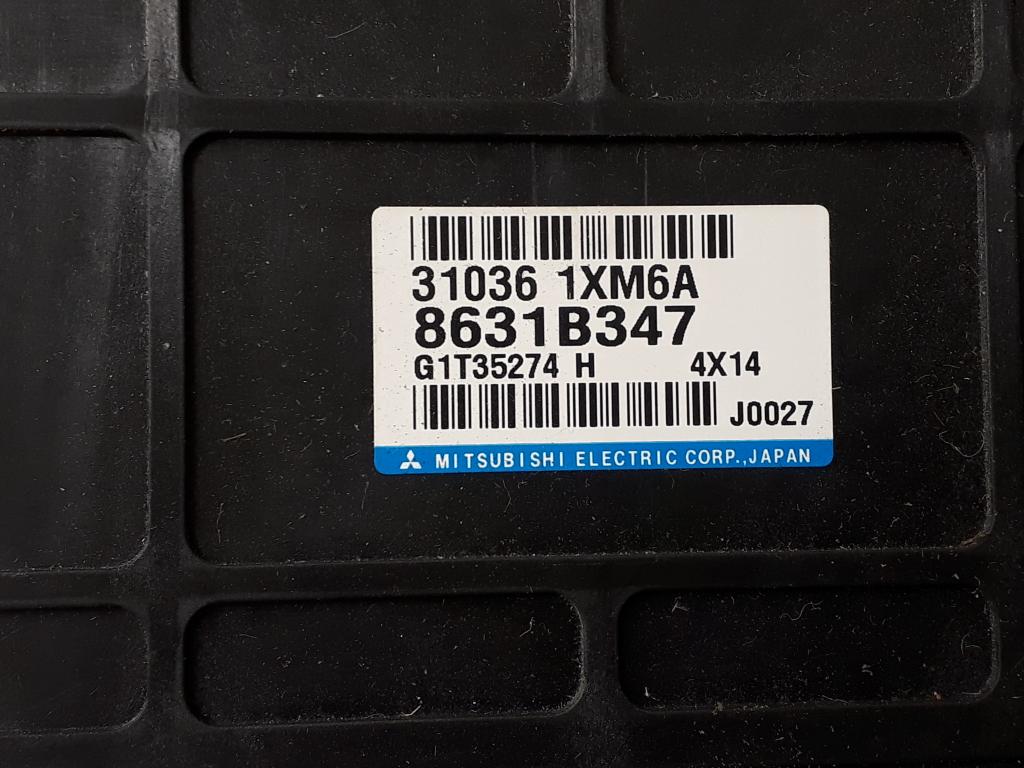 31036 1XM6A
8631B347
G1T35274 H 4X14
J0027
MITSUBISHI ELECTRIC CORP.,JAPAN